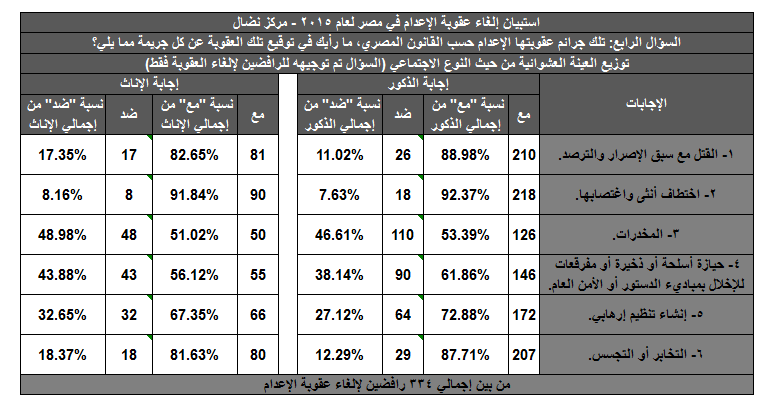 استبيان إلغاء عقوبة الإعدام في مصر لعام ٢٠١٥ - مركز نضال
السؤال الرابع: تلك جرائم عقوبتها الإعدام حسب القانون المصري، ما رأيك في توقيع تلك العقوبة عن كل جريمة مما يلي؟
توزيع العينة العشوائية من حيث النوع الاجتماعي (السؤال تم توجيهه للرافضين لإلغاء العقوبة فقط)
الإجابات إجابة الذكور إجابة الإناث
مع نسبة "مع" من إجمالي الذكور ضد نسبة "ضد" من إجمالي الذكور مع نسبة "مع" من إجمالي الإناث ضد نسبة "ضد" من إجمالي الإناث
١- القتل مع سبق الإصرار والترصد. 210 88.98% 26 11.02% 81 82.65% 17 17.35%
٢- اختطاف أنثى واغتصابها. 218 92.37% 18 7.63% 90 91.84% 8 8.16%
٣- المخدرات. 126 53.39% 110 46.61% 50 51.02% 48 48.98%
٤- حيازة أسلحة أو ذخيرة أو مفرقعات
للإخلال بمباديء الدستور أو الأمن العام. 146 61.86% 90 38.14% 55 56.12% 43 43.88%
٥- إنشاء تنظيم إرهابي. 172 72.88% 64 27.12% 66 67.35% 32 32.65%
٦- التخابر أو التجسس. 207 87.71% 29 12.29% 80 81.63% 18 18.37%
من بين إجمالي ٣٣٤ رافضين لإلغاء عقوبة الإعدام